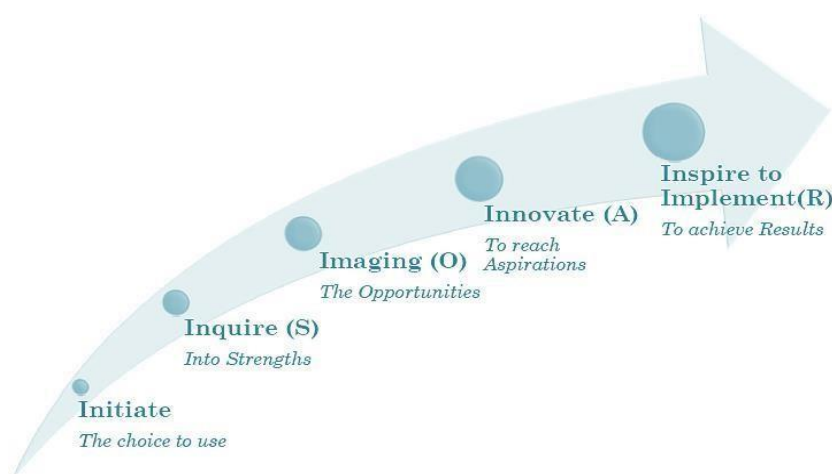 Initiate
The choice to use
Inquire (S)
Into Strengths
Imaging (O)
The Opportunities
Innovate (A)
To reach
Aspirations
Inspire to
Implement(R)
To achieve Results